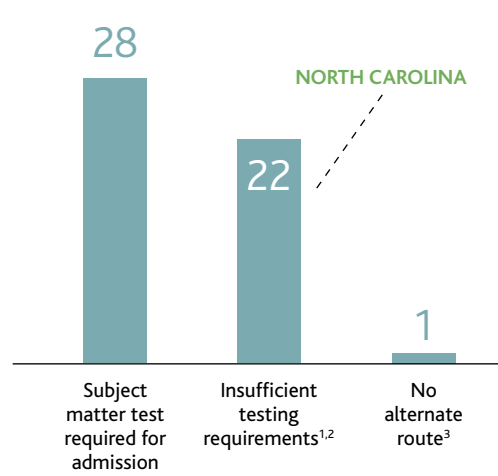 28
NORTH CAROLINA
22
1
Subject
matter test
required for
admission
Insufficient
testing
requirements1,2
No
alternate
route3